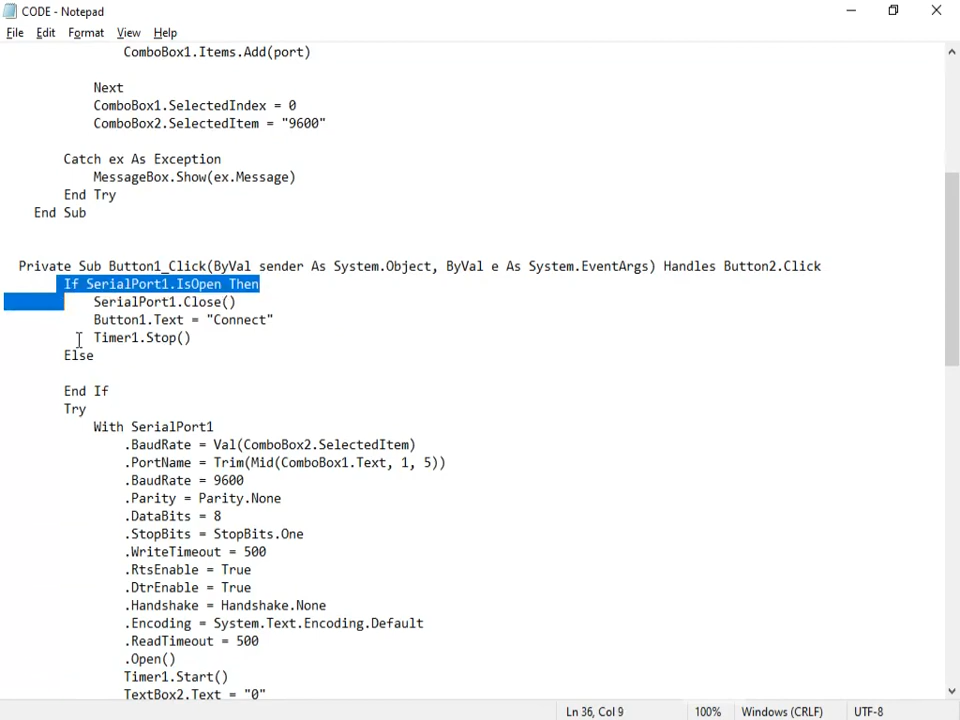 CODE - Notepad
File Edit Format View Help
ComboBox1.Items.Add(port)
Next
ComboBox1.SelectedIndex = 0
ComboBox2.SelectedItem = "9600"
Catch ex As Exception
MessageBox.Show(ex.Message)
End Try
End Sub
Private Sub Button1_Click(ByVal sender As System.Object, ByVal e As System.EventArgs) Handles Button2.Click
If SerialPort1.IsOpen Then
SerialPort1.Close()
Button1.Text = "Connect"
Timer1.Stop()
Else
End If
Try
With SerialPort1
.BaudRate = Val(ComboBox2.SelectedItem)
.PortName = Trim(Mid(ComboBox1.Text, 1, 5))
.BaudRate = 9600
.Parity = Parity.None
.DataBits = 8
.StopBits = StopBits.One
.WriteTimeout = 500
.RtsEnable = True
.DtrEnable = True
.Handshake = Handshake.None
.Encoding = System.Text.Encoding.Default
.ReadTimeout = 500
.Open()
Timer1.Start()
TextBox2.Text = "0"
Ln 36, Col 9 100% Windows (CRLF) UTF-8